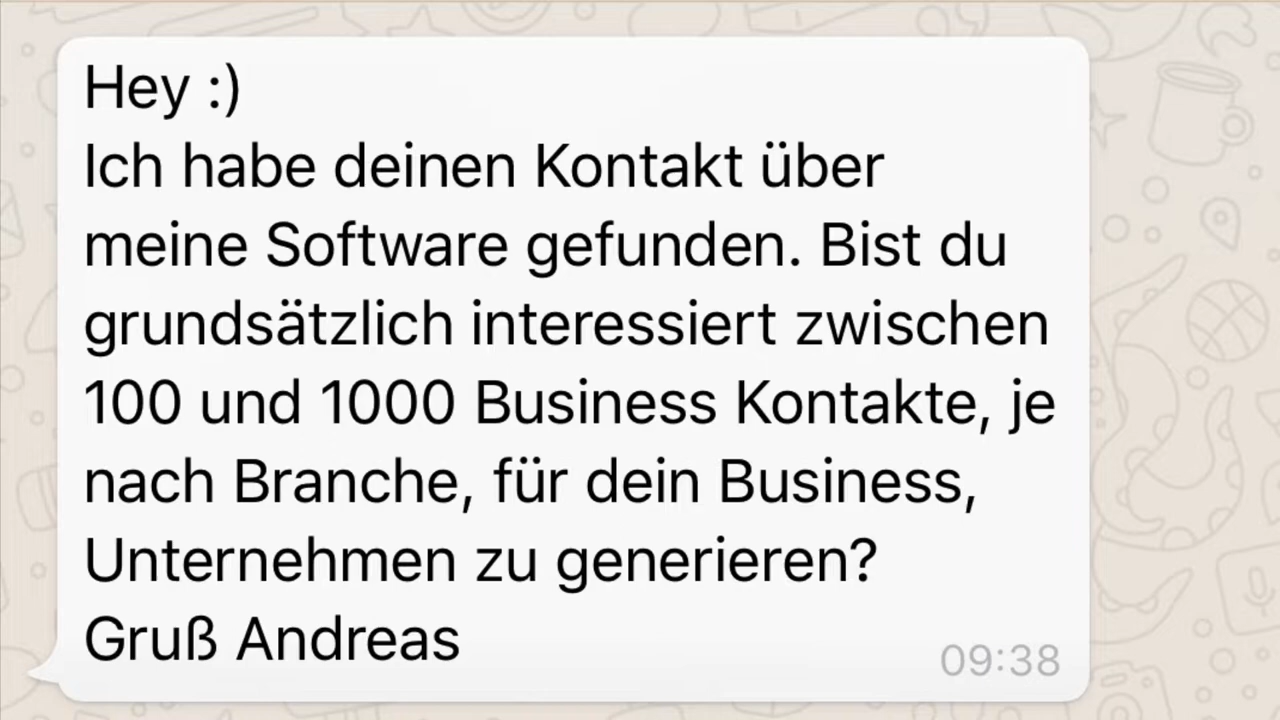 Hey :)
Ich habe deinen Kontakt über
meine Software gefunden. Bist du
grundsätzlich interessiert zwischen
100 und 1000 Business Kontakte, je
nach Branche, für dein Business,
Unternehmen zu generieren?
Gruß Andreas
09:38